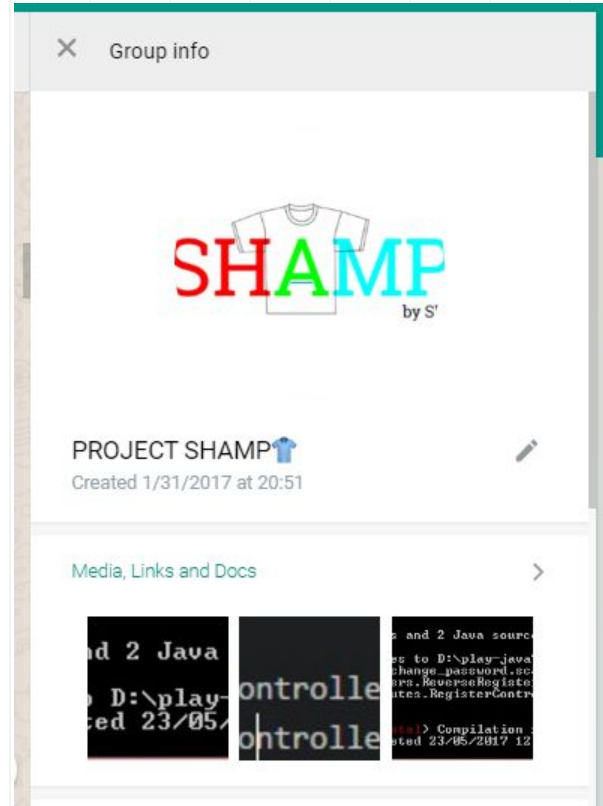 Group info
SHAMP
by S'
PROJECT SHAMP👕
Created 1/31/2017 at 20:51
Media, Links and Docs
d 2 Java
D:\play-
ted 23/05/
ontrolle
ontrolle
s and 2 Java sourc
es to D:\play-java
change_password.sc
ers.ReverseRegiste
utes.RegisterContr
> Compilation
ted 23/05/2017 12